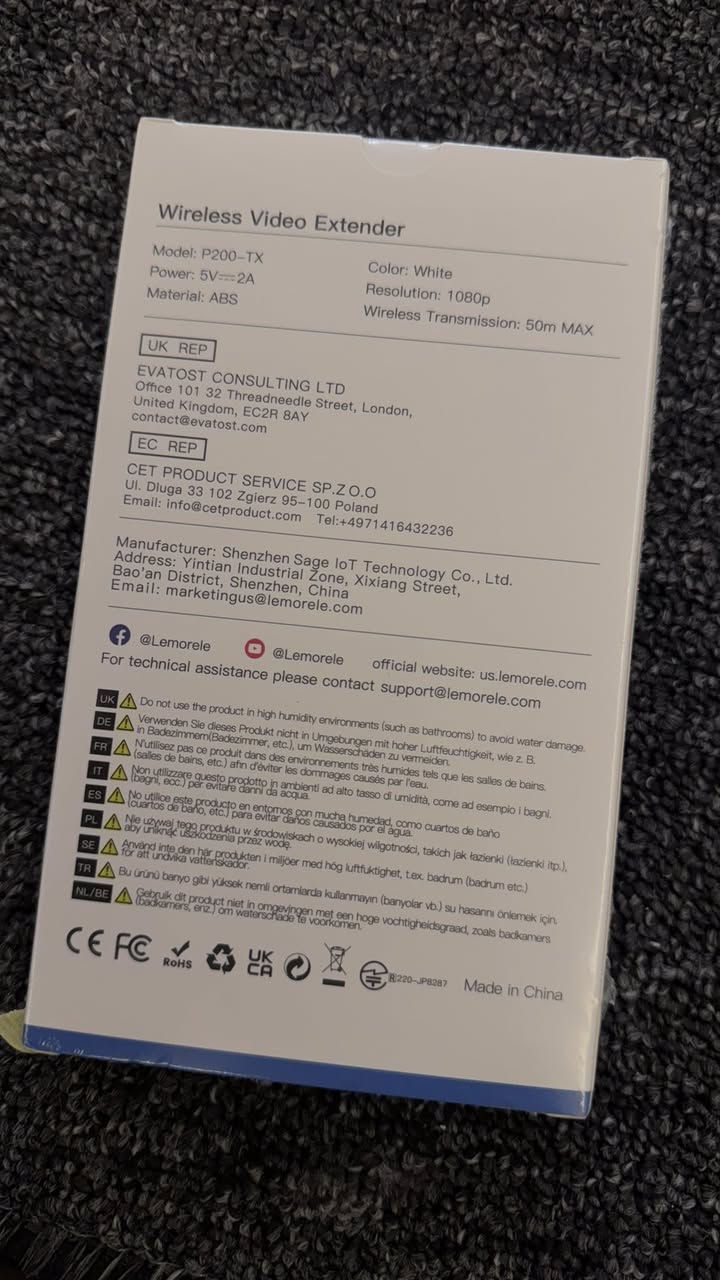 Wireless Video Extender
Model: P200-TX
Power: 5V⎓2A
Material: ABS
Color: White
Resolution: 1080p
Wireless Transmission: 50m MAX
UK REP
EVATOST CONSULTING LTD
Office 101 32 Threadneedle Street, London,
United Kingdom, EC2R 8AY
contact@evatost.com
EC REP
CET PRODUCT SERVICE SP.Z O.O
Ul. Dluga 33 102 Zgierz 95-100 Poland
Email: info@cetproduct.com Tel:+4971416432236
Manufacturer: Shenzhen Sage IoT Technology Co., Ltd.
Address: Yintian Industrial Zone, Xixiang Street,
Bao'an District, Shenzhen, China
Email: marketingus@lemorele.com
@Lemorele @Lemorele official website: us.lemorele.com
For technical assistance please contact support@lemorele.com
UK Do not use the product in high humidity environments (such as bathrooms) to avoid water damage.
DE Verwenden Sie dieses Produkt nicht in Umgebungen mit hoher Luftfeuchtigkeit, wie z. B.
in Badezimmern(Badezimmer, etc.), um Wasserschäden zu vermeiden.
FR N'utilisez pas ce produit dans des environnements très humides tels que les salles de bains.
(salles de bains, etc.) afin d'éviter les dommages causés par l'eau.
IT Non utilizzare questo prodotto in ambienti ad alto tasso di umidità, come ad esempio i bagni.
(bagni, ecc.) per evitare danni da acqua.
ES No utilice este producto en entornos con mucha humedad, como cuartos de baño
(cuartos de baño, etc.) para evitar daños causados por el agua.
PL Nie używaj tego produktu w środowiskach o wysokiej wilgotności, takich jak łazienki (łazienki itp.),
aby uniknąć uszkodzenia przez wodę.
SE Använd inte den här produkten i miljöer med hög luftfuktighet, t.ex. badrum (badrum etc.)
för att undvika vattenskador.
TR Bu ürünü banyo gibi yüksek nemli ortamlarda kullanmayın (banyolar vb.) su hasarını önlemek için.
NL/BE Gebruik dit product niet in omgevingen met een hoge vochtigheidsgraad, zoals badkamers
(badkamers, enz.) om waterschade te voorkomen.
CE FC RoHS UK CA R 220-JP8287 Made in China